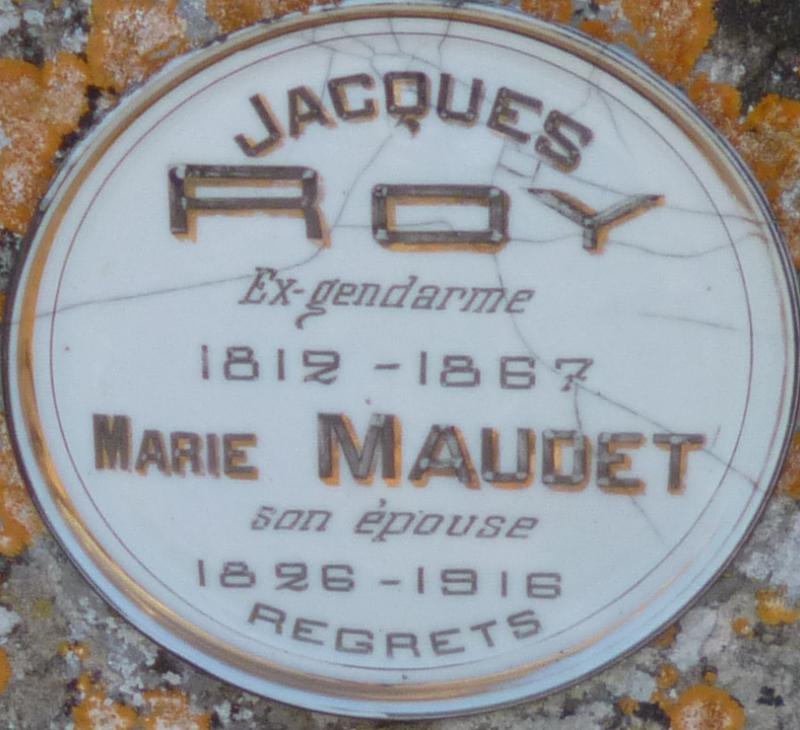 JACQUES
ROY
Ex-gendarme
1812 - 1867
MARIE MAUDET
son épouse
1826 - 1916
REGRETS